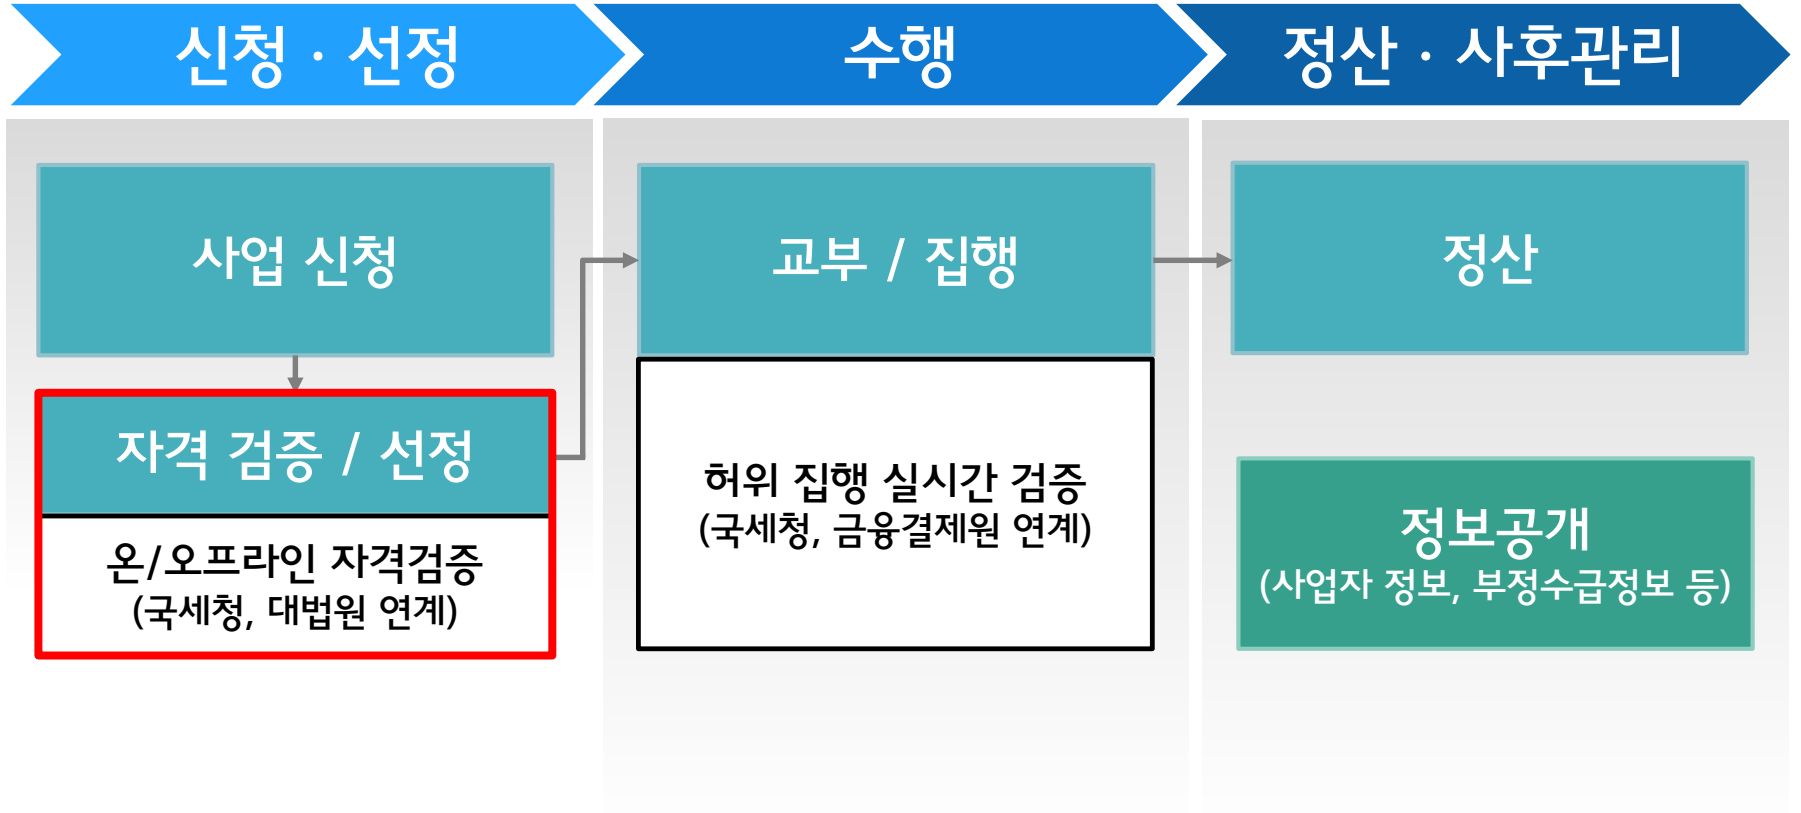 신청 · 선정
수행
정산 · 사후관리
사업 신청
자격 검증 / 선정
온/오프라인 자격검증
(국세청, 대법원 연계)
교부 / 집행
허위 집행 실시간 검증
(국세청, 금융결제원 연계)
정산
정보공개
(사업자 정보, 부정수급정보 등)